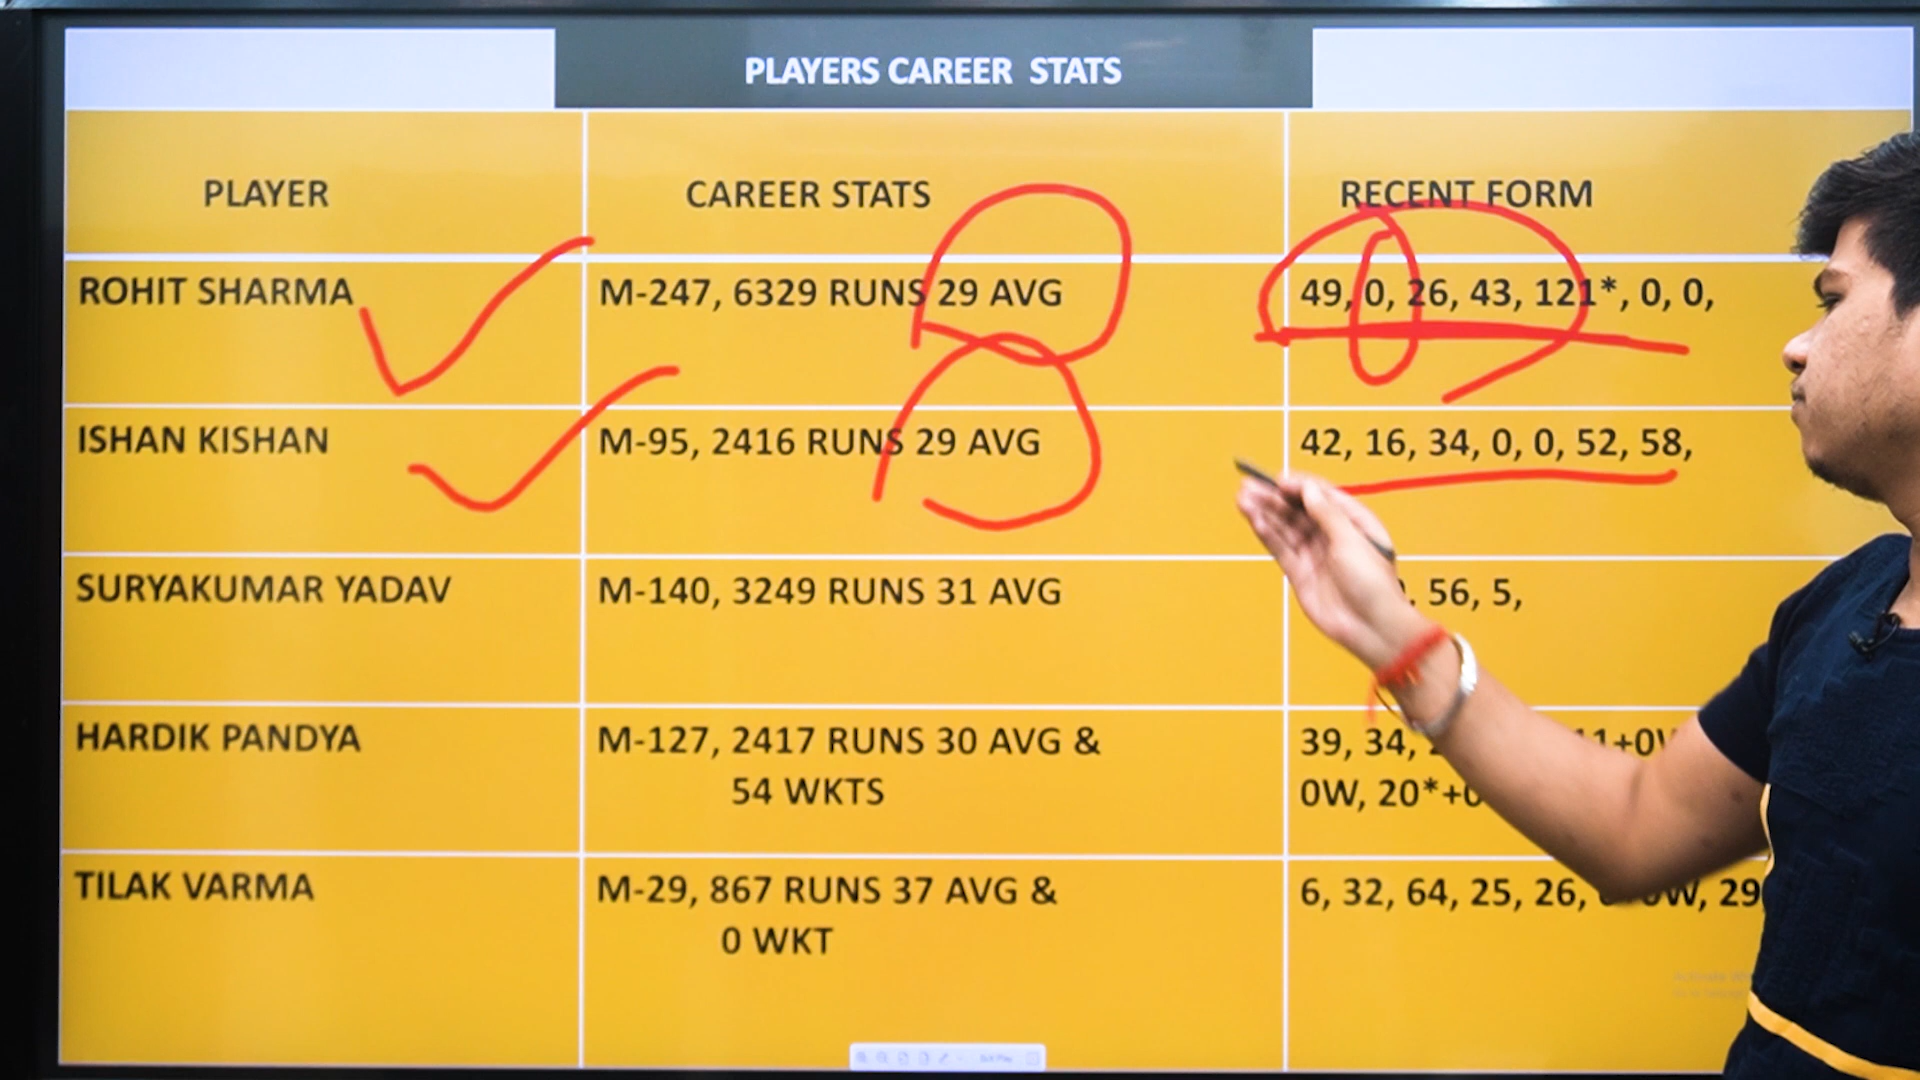 PLAYERS CAREER STATS
PLAYER CAREER STATS RECENT FORM
ROHIT SHARMA M-247, 6329 RUNS 29 AVG 49, 0, 26, 43, 121*, 0, 0,
ISHAN KISHAN M-95, 2416 RUNS 29 AVG 42, 16, 34, 0, 0, 52, 58,
SURYAKUMAR YADAV M-140, 3249 RUNS 31 AVG 56, 5,
HARDIK PANDYA M-127, 2417 RUNS 30 AVG & 39, 34,
54 WKTS 0W, 20*+0
TILAK VARMA M-29, 867 RUNS 37 AVG & 6, 32, 64, 25, 26, 29
0 WKT